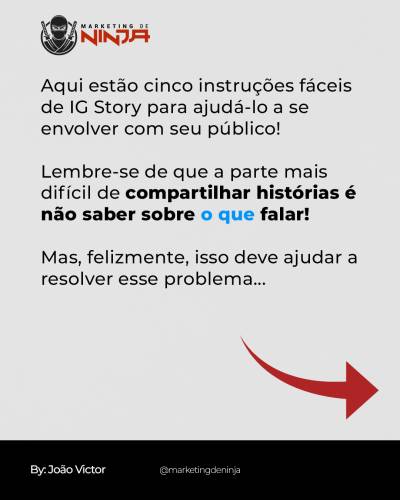 MARKETING DE
NINJA
Aqui estão cinco instruções fáceis
de IG Story para ajudá-lo a se
envolver com seu público!
Lembre-se de que a parte mais
difícil de compartilhar histórias é
não saber sobre o que falar!
Mas, felizmente, isso deve ajudar a
resolver esse problema...
By: João Victor
@marketingdeninja